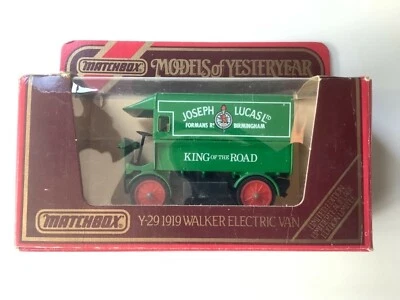 MATCHBOX
MODELS of YESTERYEAR
JOSEPH LUCAS LTD
FORMANS RD BIRMINGHAM
KING OF THE ROAD
MATCHBOX
Y-29 1919 WALKER ELECTRIC VAN